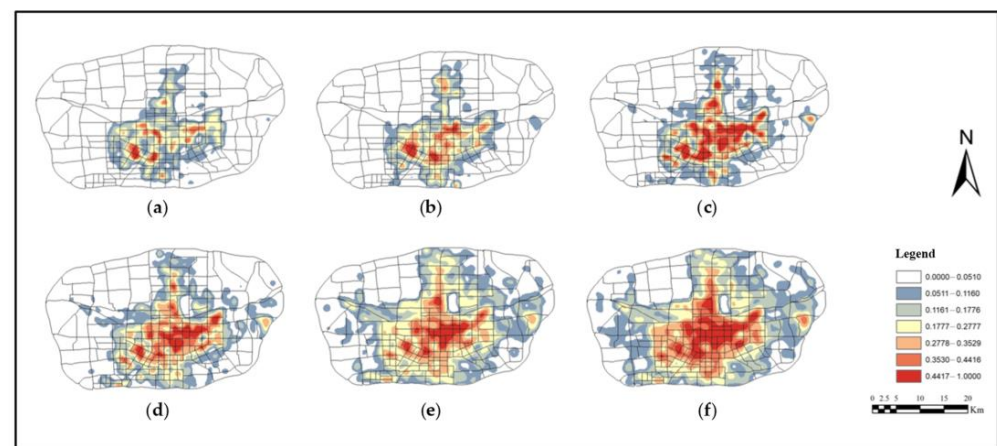 (a)
(b)
(c)
N
(d)
(e)
(f)
Legend
0.0000– 0.0510
0.0511– 0.1160
0.1161– 0.1776
0.1777– 0.2777
0.2778– 0.3529
0.3530– 0.4416
0.4417– 1.0000
0 2.5 5 10 15 20
Km